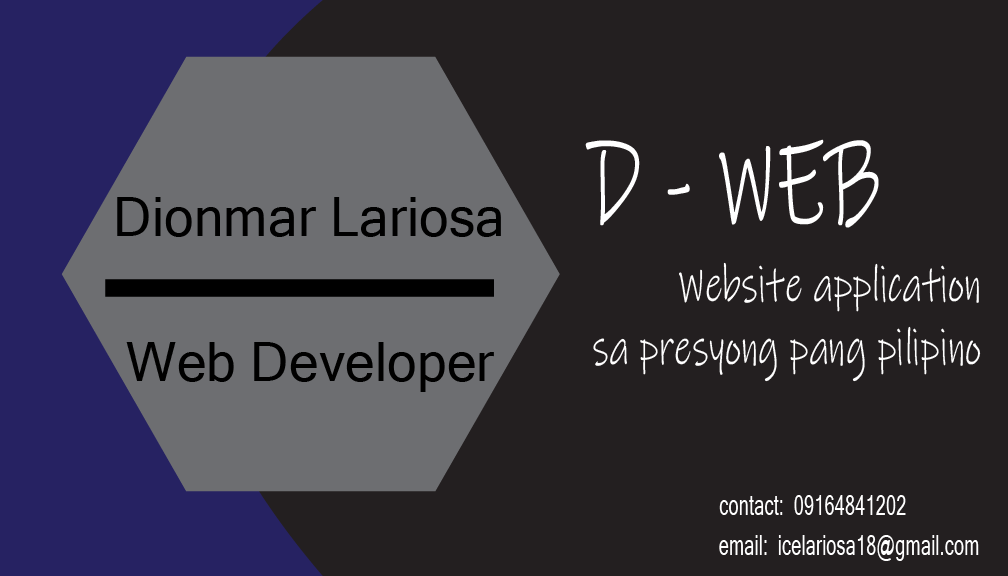 Dionmar Lariosa
Web Developer
D - WEB
Website application
sa presyong pang pilipino
contact: 09164841202
email: icelariosa18@gmail.com